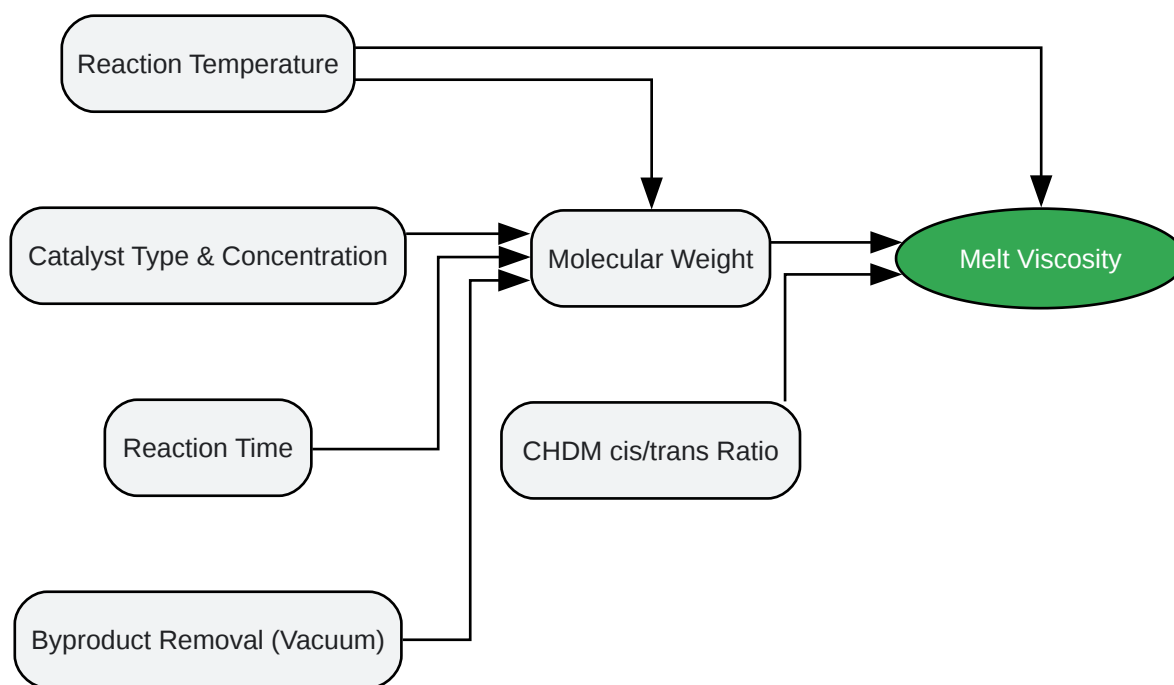 Reaction Temperature
Catalyst Type & Concentration
Molecular Weight
Melt Viscosity
Reaction Time
CHDM cis/trans Ratio
Byproduct Removal (Vacuum)